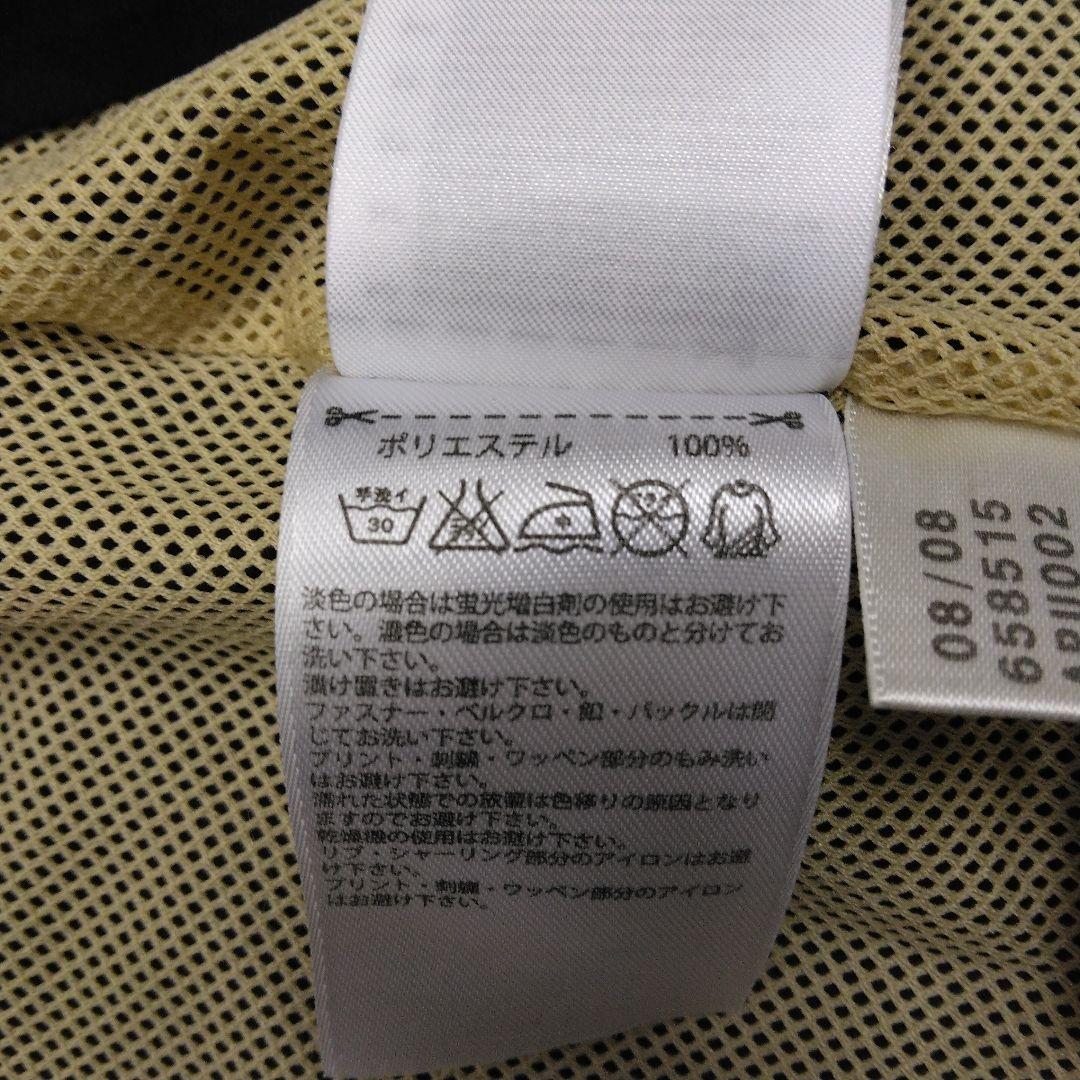 ポリエステル 100%
手洗イ
30
エンソ
サラシ
中
ドライ
淡色の場合は蛍光増白剤の使用はお避け下
さい。濃色の場合は淡色のものと分けてお
洗い下さい。
漬け置きはお避け下さい。
ファスナー・ベルクロ・釦・バックルは閉
じてお洗い下さい。
プリント・刺繍・ワッペン部分のもみ洗い
はお避け下さい。
濡れた状態での放置は色移りの原因となり
ますのでお避け下さい。
乾燥機の使用はお避け下さい。
リブ・シャーリング部分のアイロンはお避
け下さい。
プリント・刺繍・ワッペン部分のアイロン
はお避け下さい。
08/08
658515